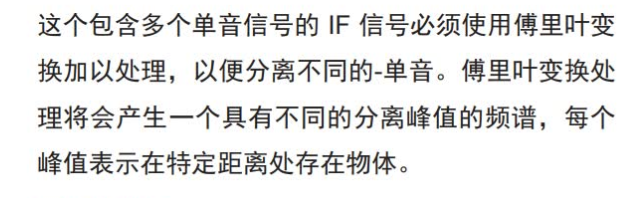 这个包含多个单音信号的 IF 信号必须使用傅里叶变
换加以处理，以便分离不同的-单音。傅里叶变换处
理将会产生一个具有不同的分离峰值的频谱，每个
峰值表示在特定距离处存在物体。